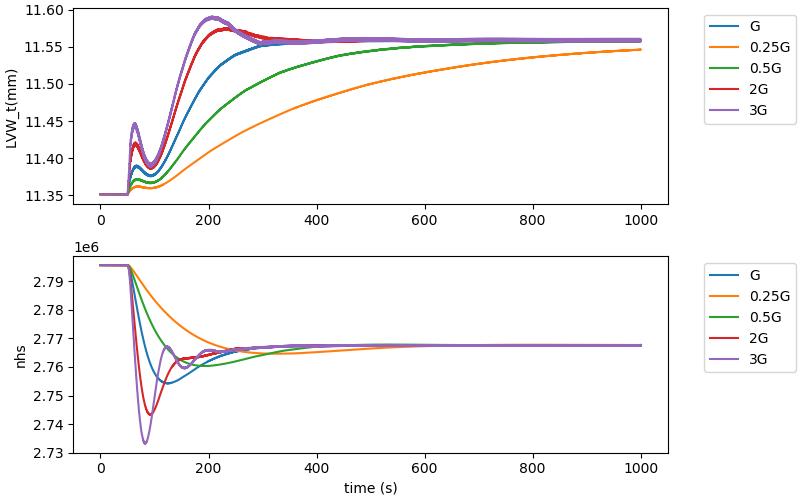 11.60
11.55
11.50
11.45
11.40
11.35
LVW_t(mm)
0
200
400
600
800
1000
G
0.25G
0.5G
2G
3G
1e6
2.79
2.78
2.77
2.76
2.75
2.74
2.73
nhs
0
200
400
600
800
1000
time (s)
G
0.25G
0.5G
2G
3G